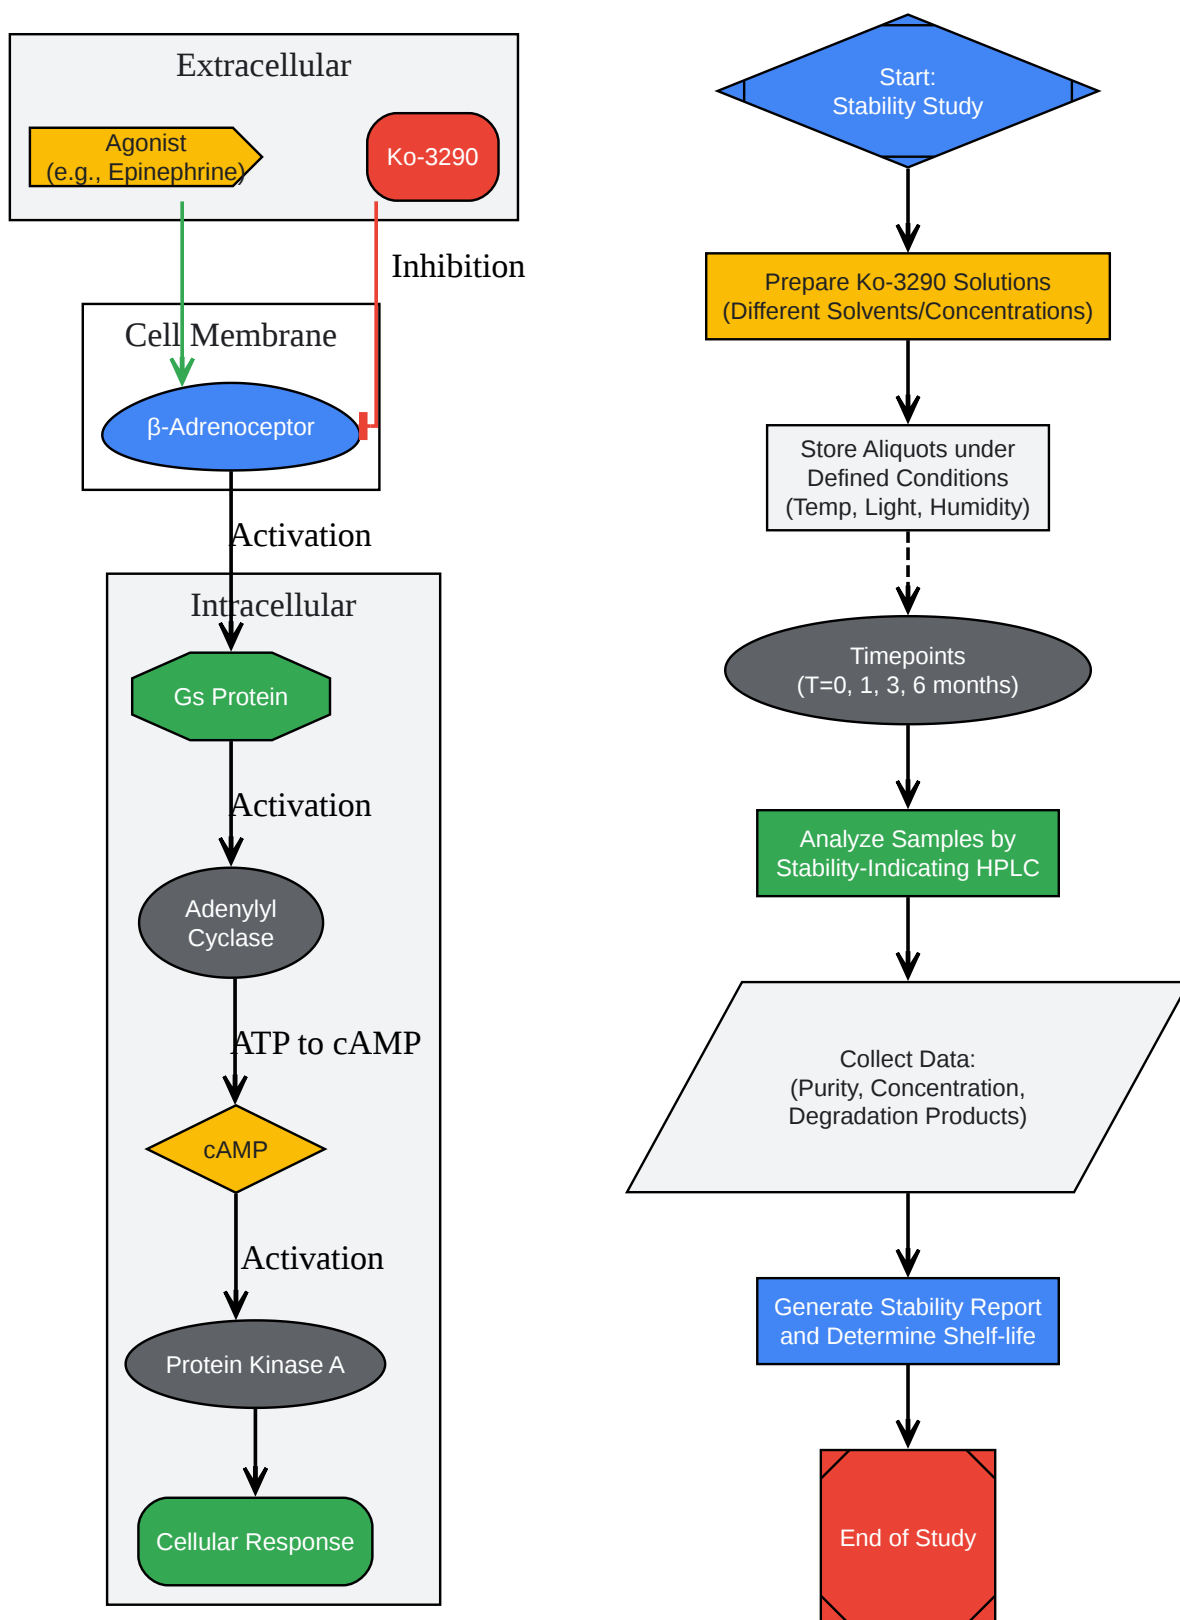 Extracellular
Agonist
(e.g., Epinephrine)
Ko-3290
Inhibition
Cell Membrane
β-Adrenoceptor
Activation
Intracellular
Gs Protein
Activation
Adenylyl
Cyclase
ATP to cAMP
cAMP
Activation
Protein Kinase A
Cellular Response
Start:
Stability Study
Prepare Ko-3290 Solutions
(Different Solvents/Concentrations)
Store Aliquots under
Defined Conditions
(Temp, Light, Humidity)
Timepoints
(T=0, 1, 3, 6 months)
Analyze Samples by
Stability-Indicating HPLC
Collect Data:
(Purity, Concentration,
Degradation Products)
Generate Stability Report
and Determine Shelf-life
End of Study